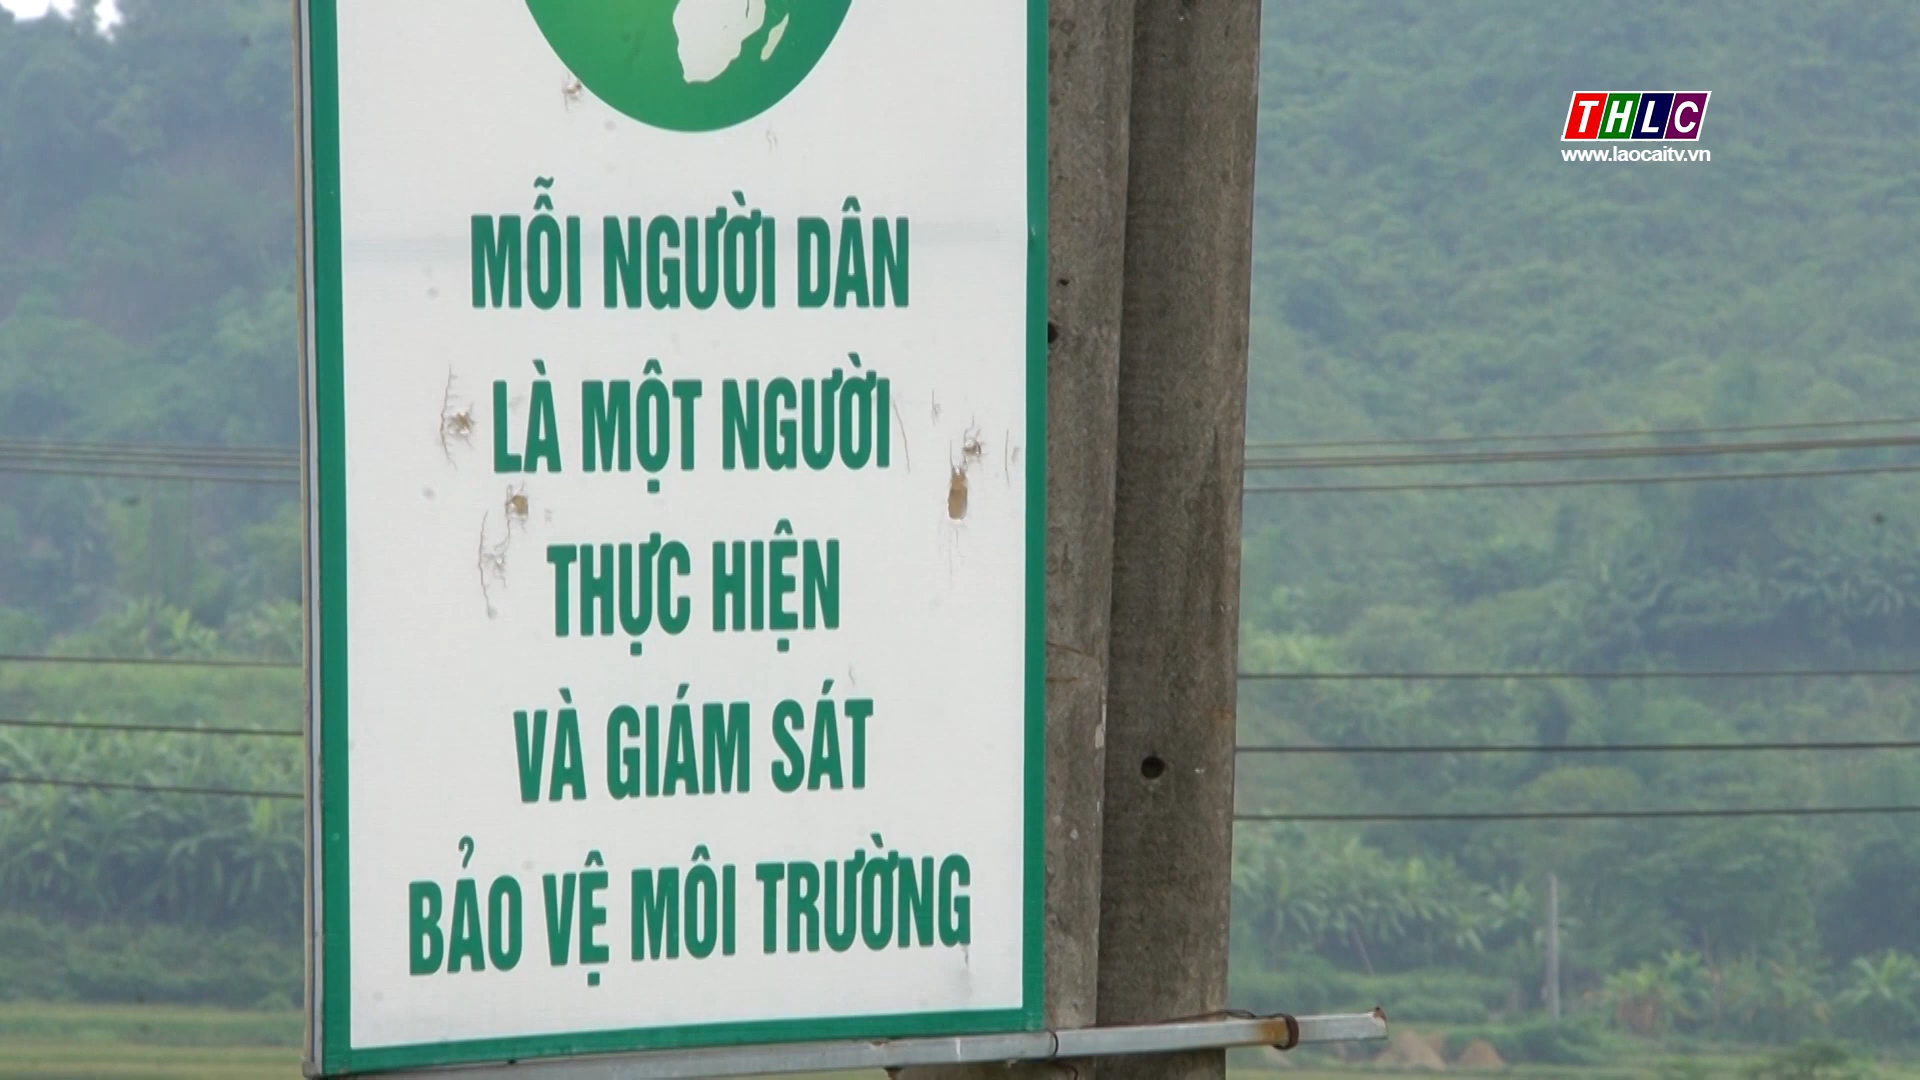 THLC
www.laocaitv.vn
MỖI NGƯỜI DÂN
LÀ MỘT NGƯỜI
THỰC HIỆN
VÀ GIÁM SÁT
BẢO VỆ MÔI TRƯỜNG